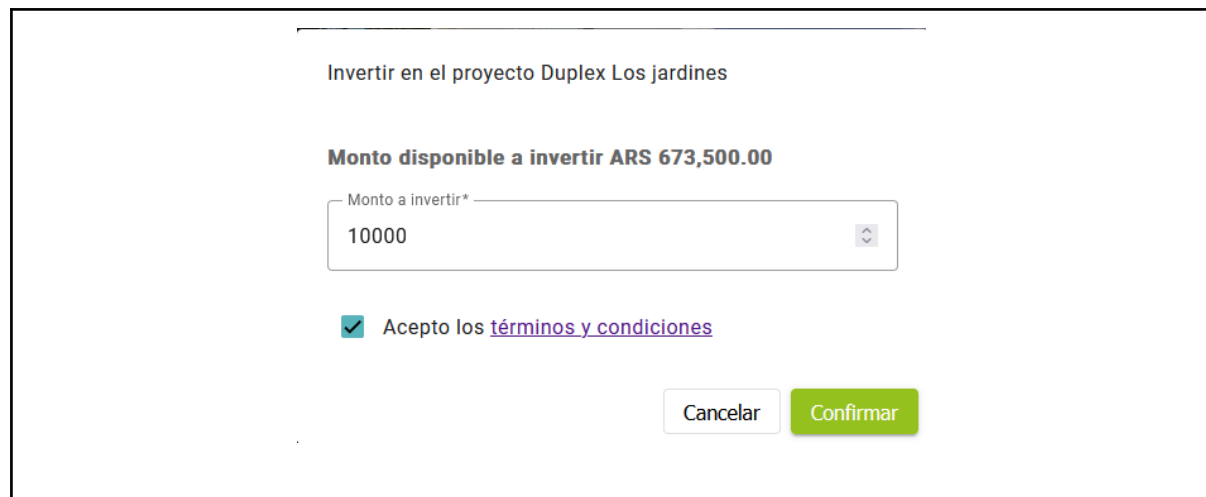 Invertir en el proyecto Duplex Los jardines
Monto disponible a invertir ARS 673,500.00
Monto a invertir*
10000
Acepto los términos y condiciones
Cancelar
Confirmar